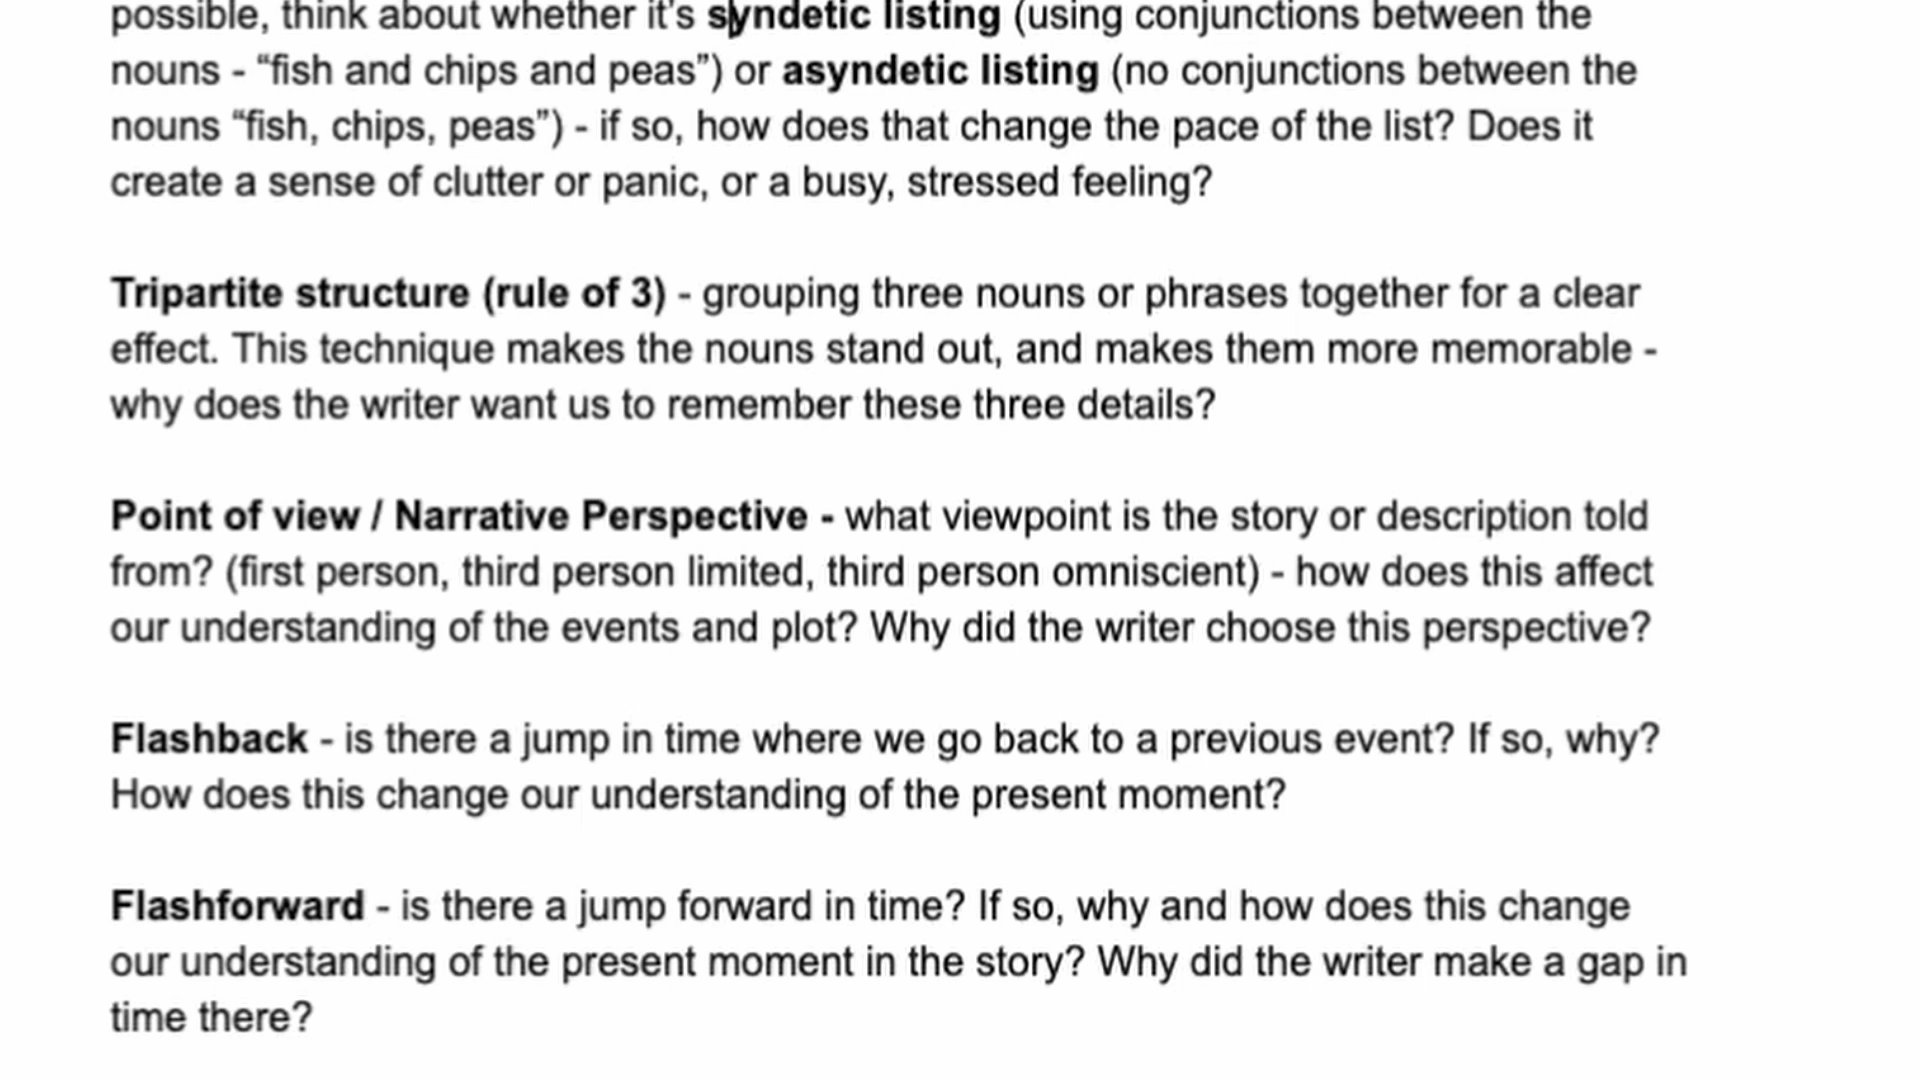 possible, think about whether it's syndetic listing (using conjunctions between the
nouns - “fish and chips and peas”) or asyndetic listing (no conjunctions between the
nouns “fish, chips, peas”) - if so, how does that change the pace of the list? Does it
create a sense of clutter or panic, or a busy, stressed feeling?
Tripartite structure (rule of 3) - grouping three nouns or phrases together for a clear
effect. This technique makes the nouns stand out, and makes them more memorable -
why does the writer want us to remember these three details?
Point of view / Narrative Perspective - what viewpoint is the story or description told
from? (first person, third person limited, third person omniscient) - how does this affect
our understanding of the events and plot? Why did the writer choose this perspective?
Flashback - is there a jump in time where we go back to a previous event? If so, why?
How does this change our understanding of the present moment?
Flashforward - is there a jump forward in time? If so, why and how does this change
our understanding of the present moment in the story? Why did the writer make a gap in
time there?